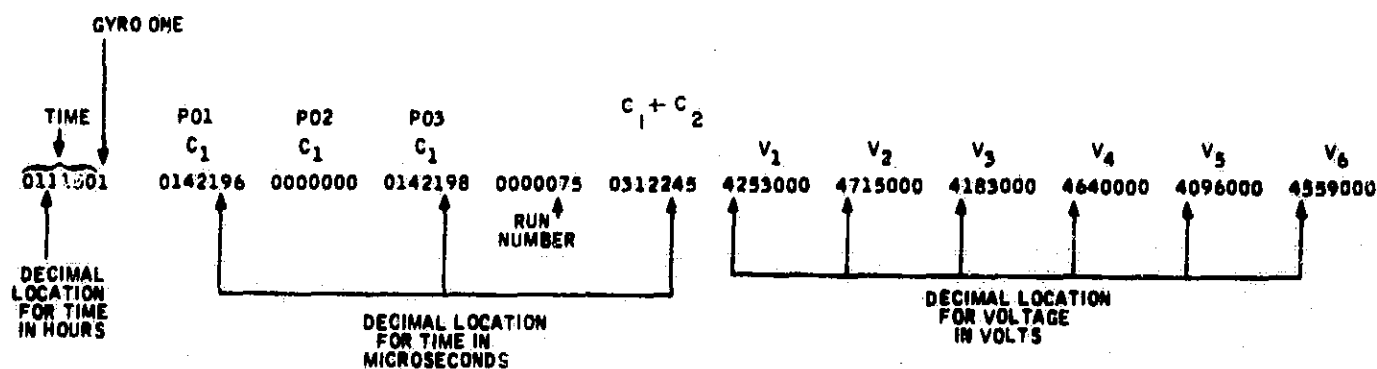 GYRO ONE
TIME
P01 P02 P03 C1 + C2
C1 C1 C1 V1 V2 V3 V4 V5 V6
0142196 0000000 0142198 0000075 0312245 4253000 4715000 4183000 4640000 4096000 4559000
RUN
NUMBER
DECIMAL
LOCATION
FOR TIME
IN HOURS
DECIMAL LOCATION
FOR TIME IN
MICROSECONDS
DECIMAL LOCATION
FOR VOLTAGE
IN VOLTS